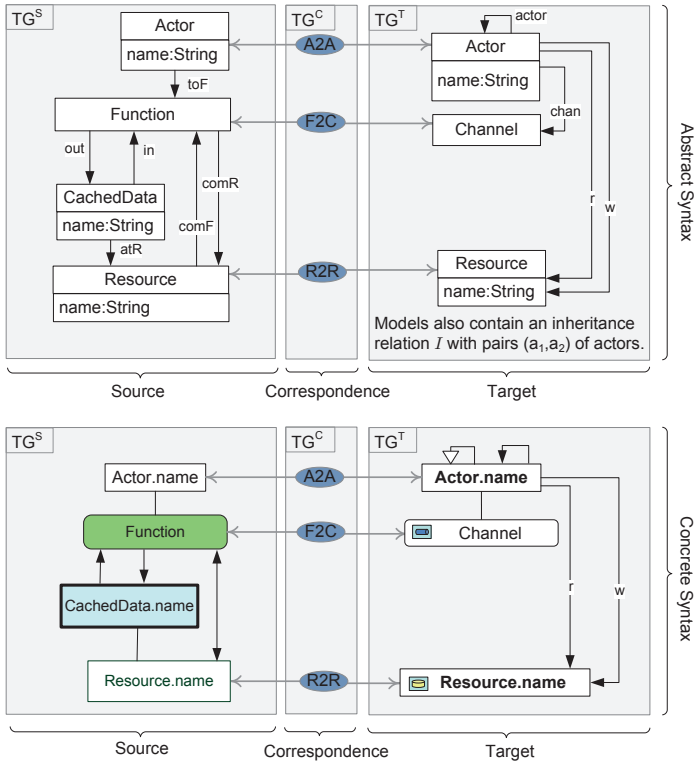 TG^S
Actor
name:String
toF
Function
out
in
comR
CachedData
name:String
comF
atR
Resource
name:String
TG^C
A2A
F2C
R2R
TG^T
actor
Actor
name:String
chan
Channel
r
w
Resource
name:String
Models also contain an inheritance
relation I with pairs (a₁,a₂) of actors.
Abstract Syntax
Source
Correspondence
Target
TG^S
Actor.name
Function
CachedData.name
Resource.name
TG^C
A2A
F2C
R2R
TG^T
Actor.name
Channel
r
w
Resource.name
Concrete Syntax
Source
Correspondence
Target